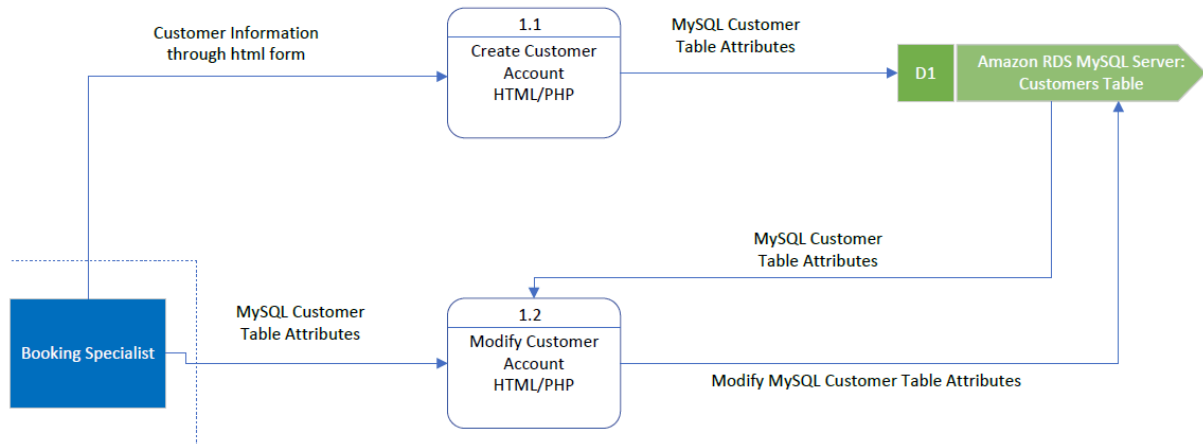 Customer Information
through html form
1.1
Create Customer
Account
HTML/PHP
MySQL Customer
Table Attributes
D1
Amazon RDS MySQL Server:
Customers Table
MySQL Customer
Table Attributes
Booking Specialist
MySQL Customer
Table Attributes
1.2
Modify Customer
Account
HTML/PHP
Modify MySQL Customer Table Attributes